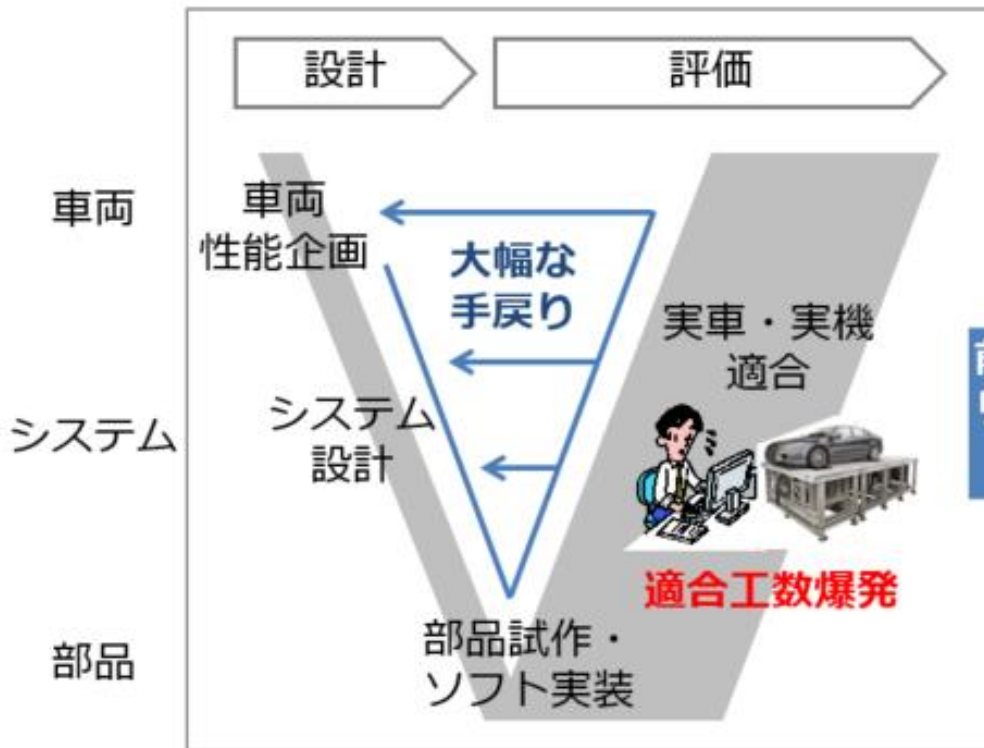 設計
評価
車両
車両
性能企画
大幅な
手戻り
実車・実機
適合
システム
システム
設計
適合工数爆発
部品
部品試作・
ソフト実装